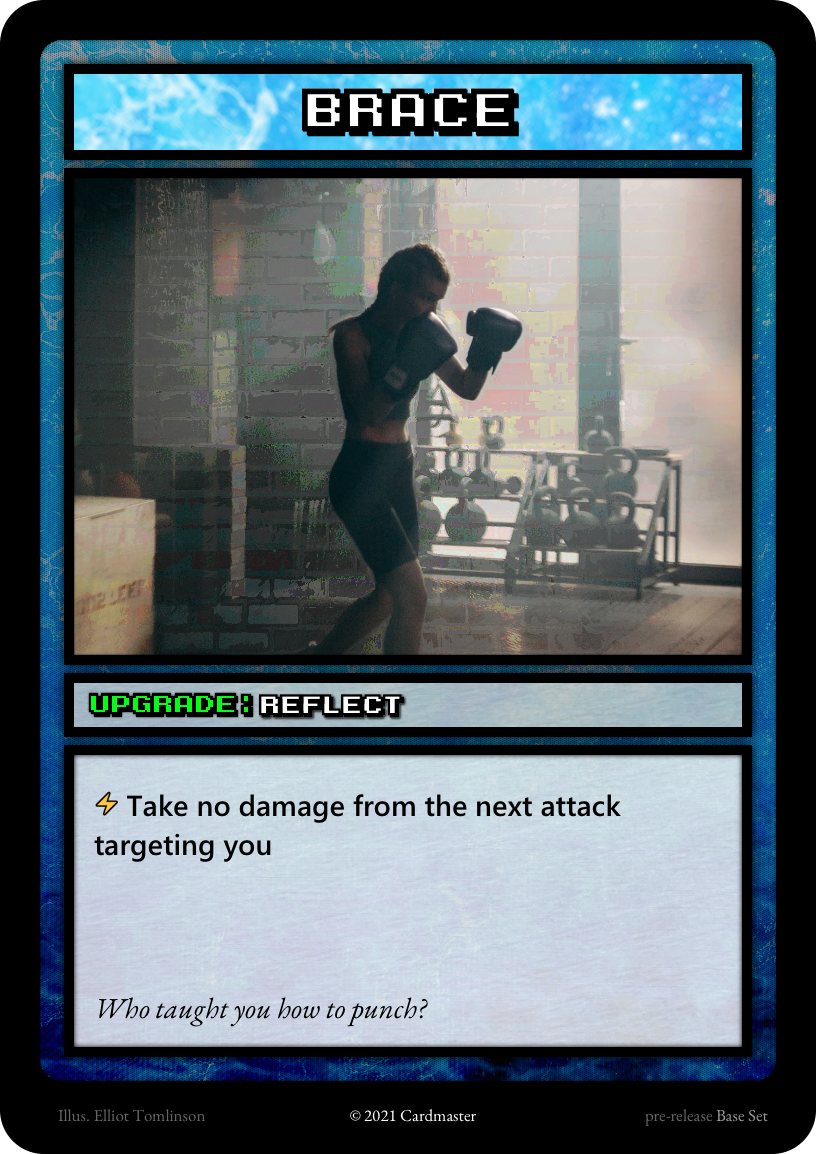 BRACE
UPGRADE: REFLECT
⚡ Take no damage from the next attack
targeting you
Who taught you how to punch?
Illus. Elliot Tomlinson
© 2021 Cardmaster
pre-release Base Set